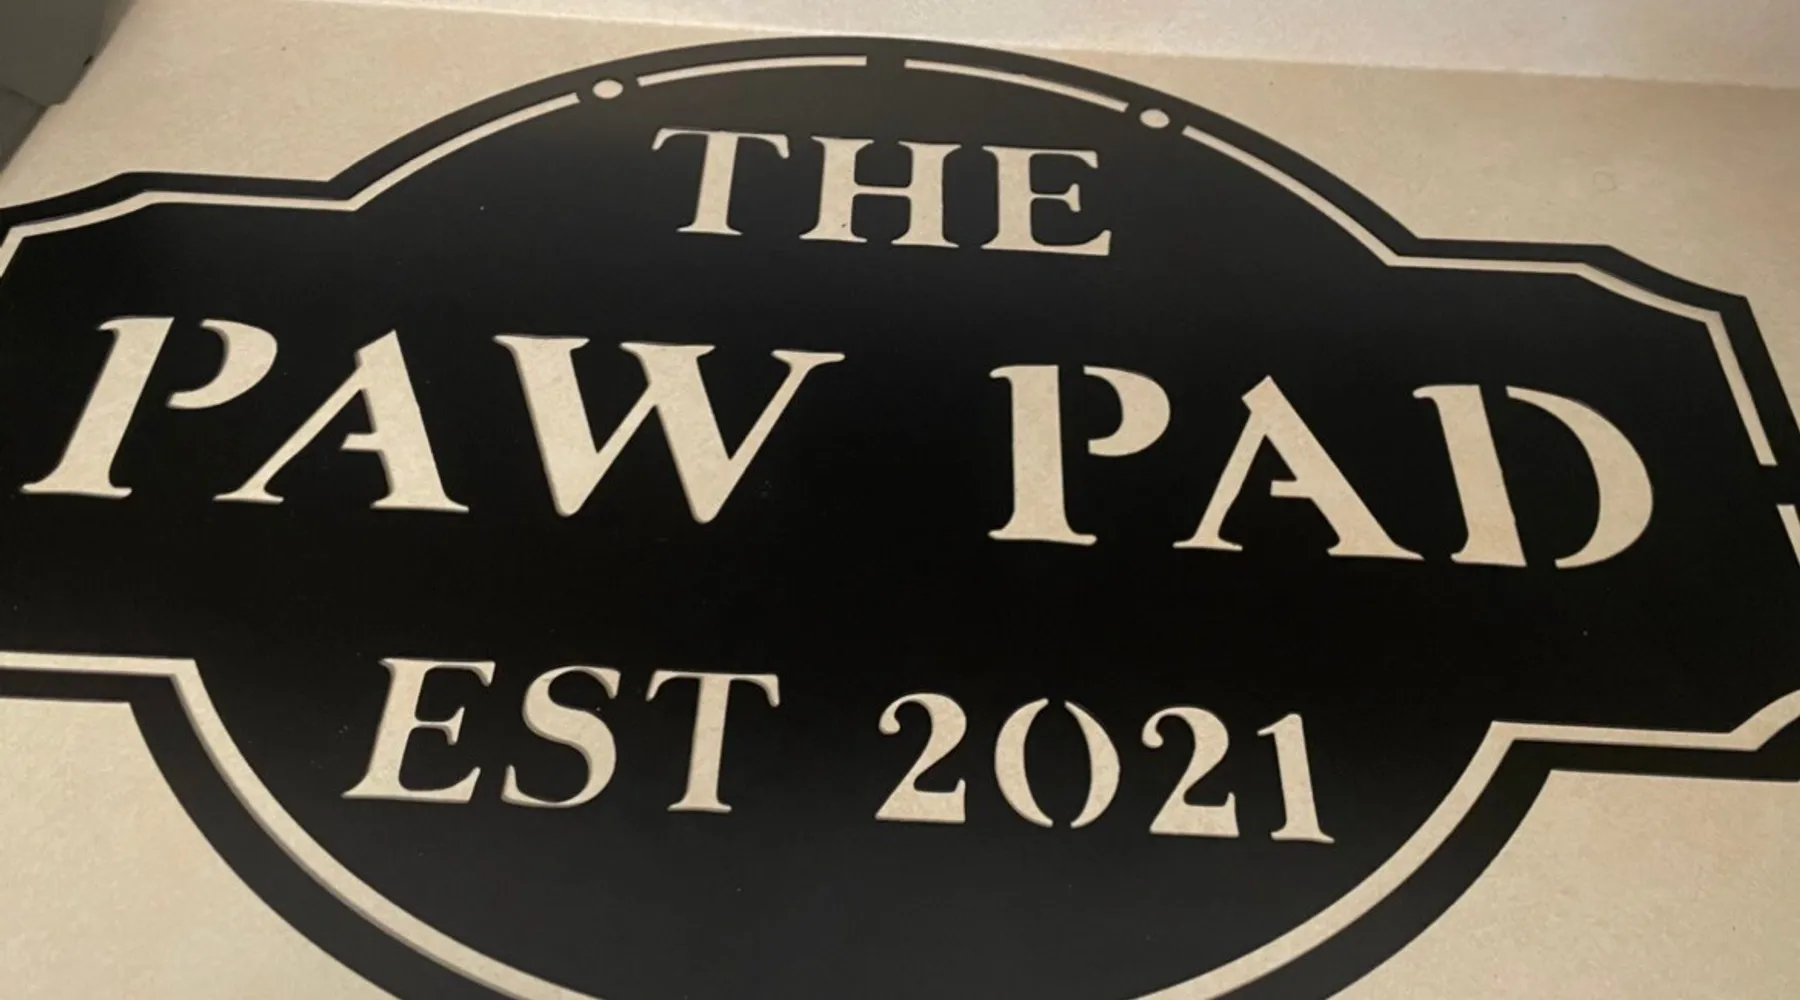 THE
PAW PAD
EST 2021